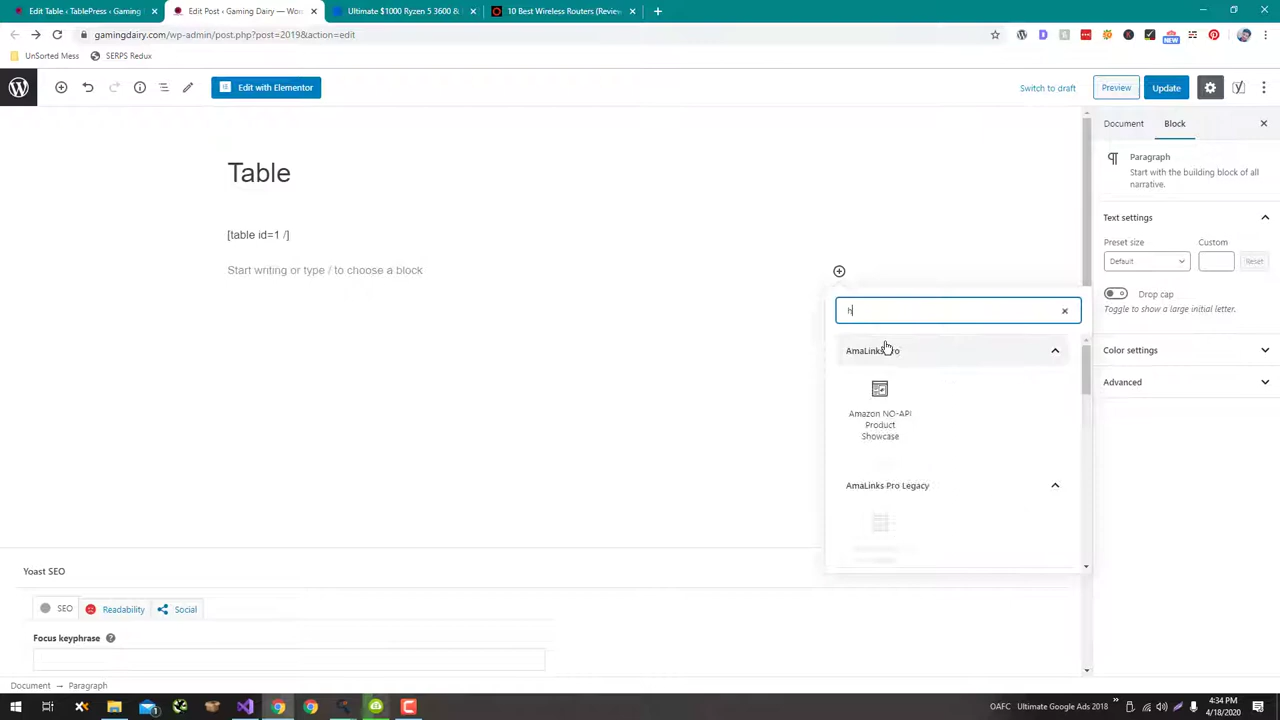 Edit Table ‹ TablePress ‹ Gaming
Edit Post ‹ Gaming Dairy — Wor
Ultimate $1000 Ryzen 5 3600 &
10 Best Wireless Routers (Review
gamingdairy.com/wp-admin/post.php?post=2019&action=edit
NEW
UnSorted Mess
SERPS Redux
Edit with Elementor
Switch to draft
Preview
Update
Document
Block
Paragraph
Start with the building block of all
narrative.
Table
Text settings
[table id=1 /]
Preset size
Custom
Default
Reset
Start writing or type / to choose a block
Drop cap
Toggle to show a large initial letter.
h
AmaLinks Pro
Color settings
Advanced
Amazon NO-API
Product
Showcase
AmaLinks Pro Legacy
Yoast SEO
SEO
Readability
Social
Focus keyphrase
Document → Paragraph
OAFC
Ultimate Google Ads 2018
4:34 PM
4/18/2020